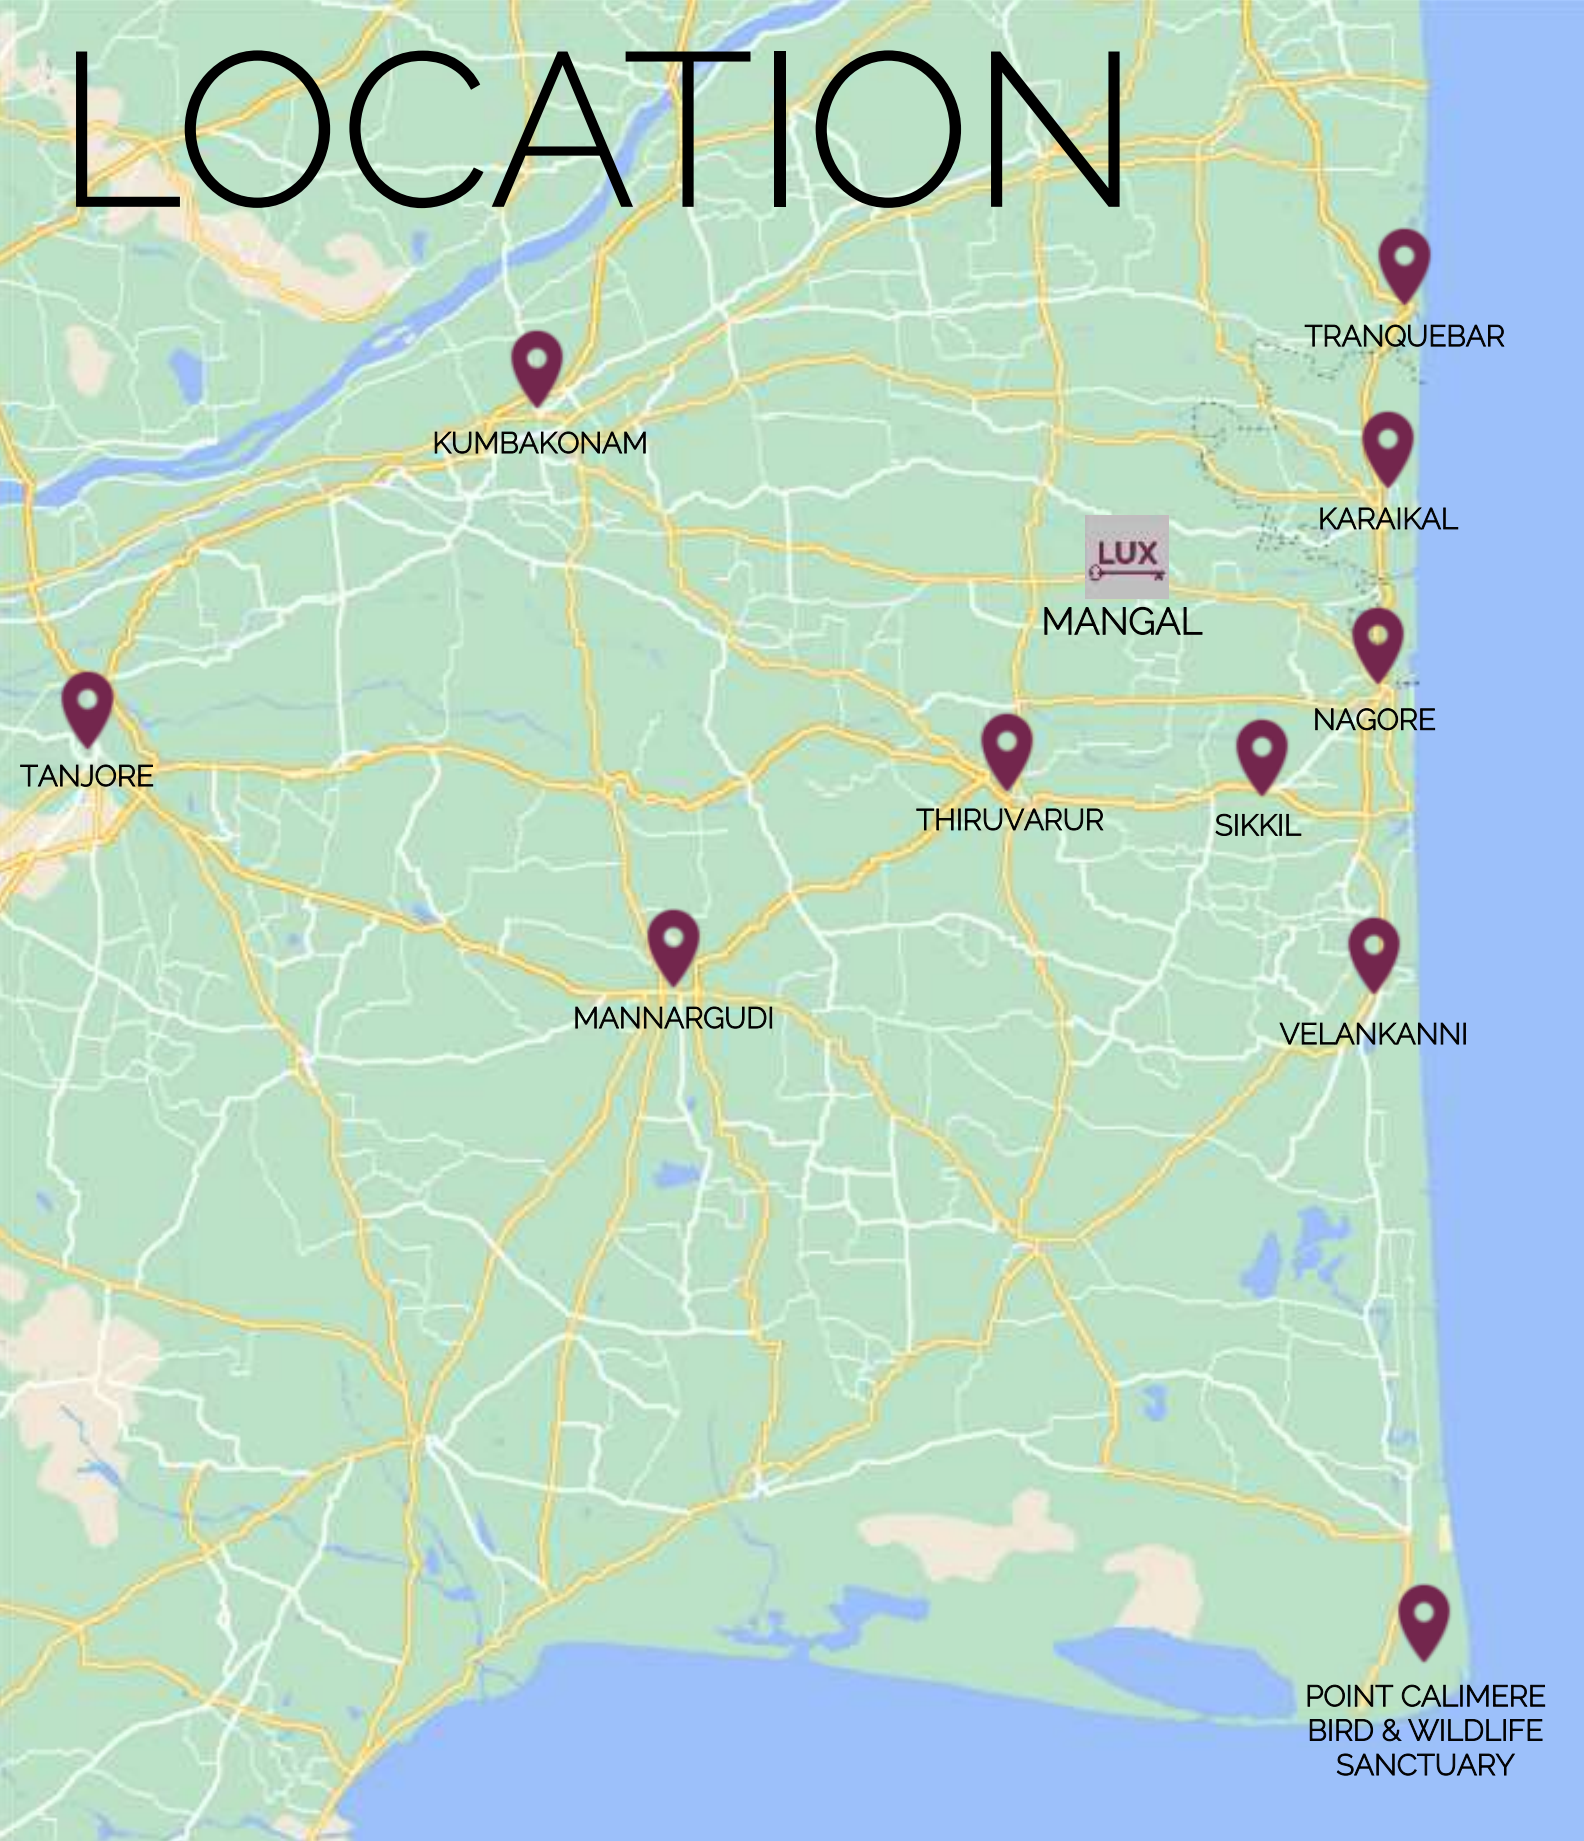 LOCATION
TRANQUEBAR
KUMBAKONAM
KARAIKAL
LUX
MANGAL
NAGORE
TANJORE
THIRUVARUR
SIKKIL
MANNARGUDI
VELANKANNI
POINT CALIMERE
BIRD & WILDLIFE
SANCTUARY